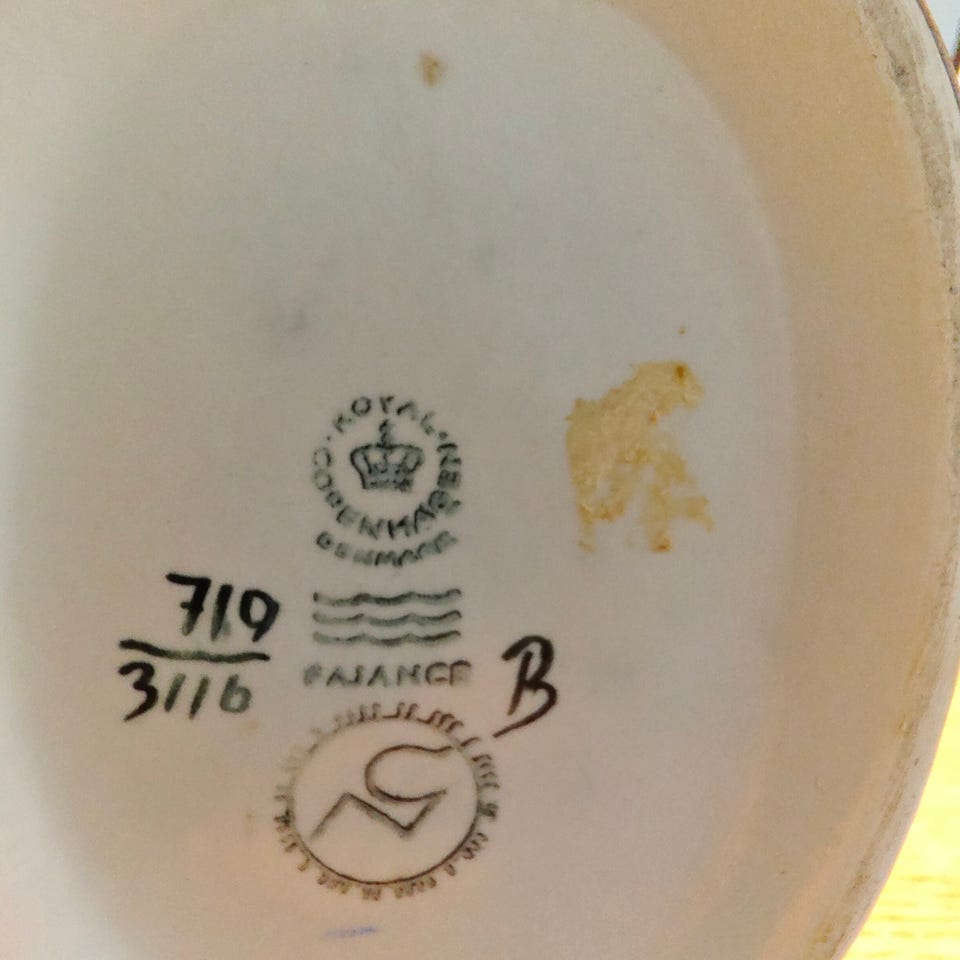 ROYAL COPENHAGEN
DENMARK
719
3116
FAJANCE
B